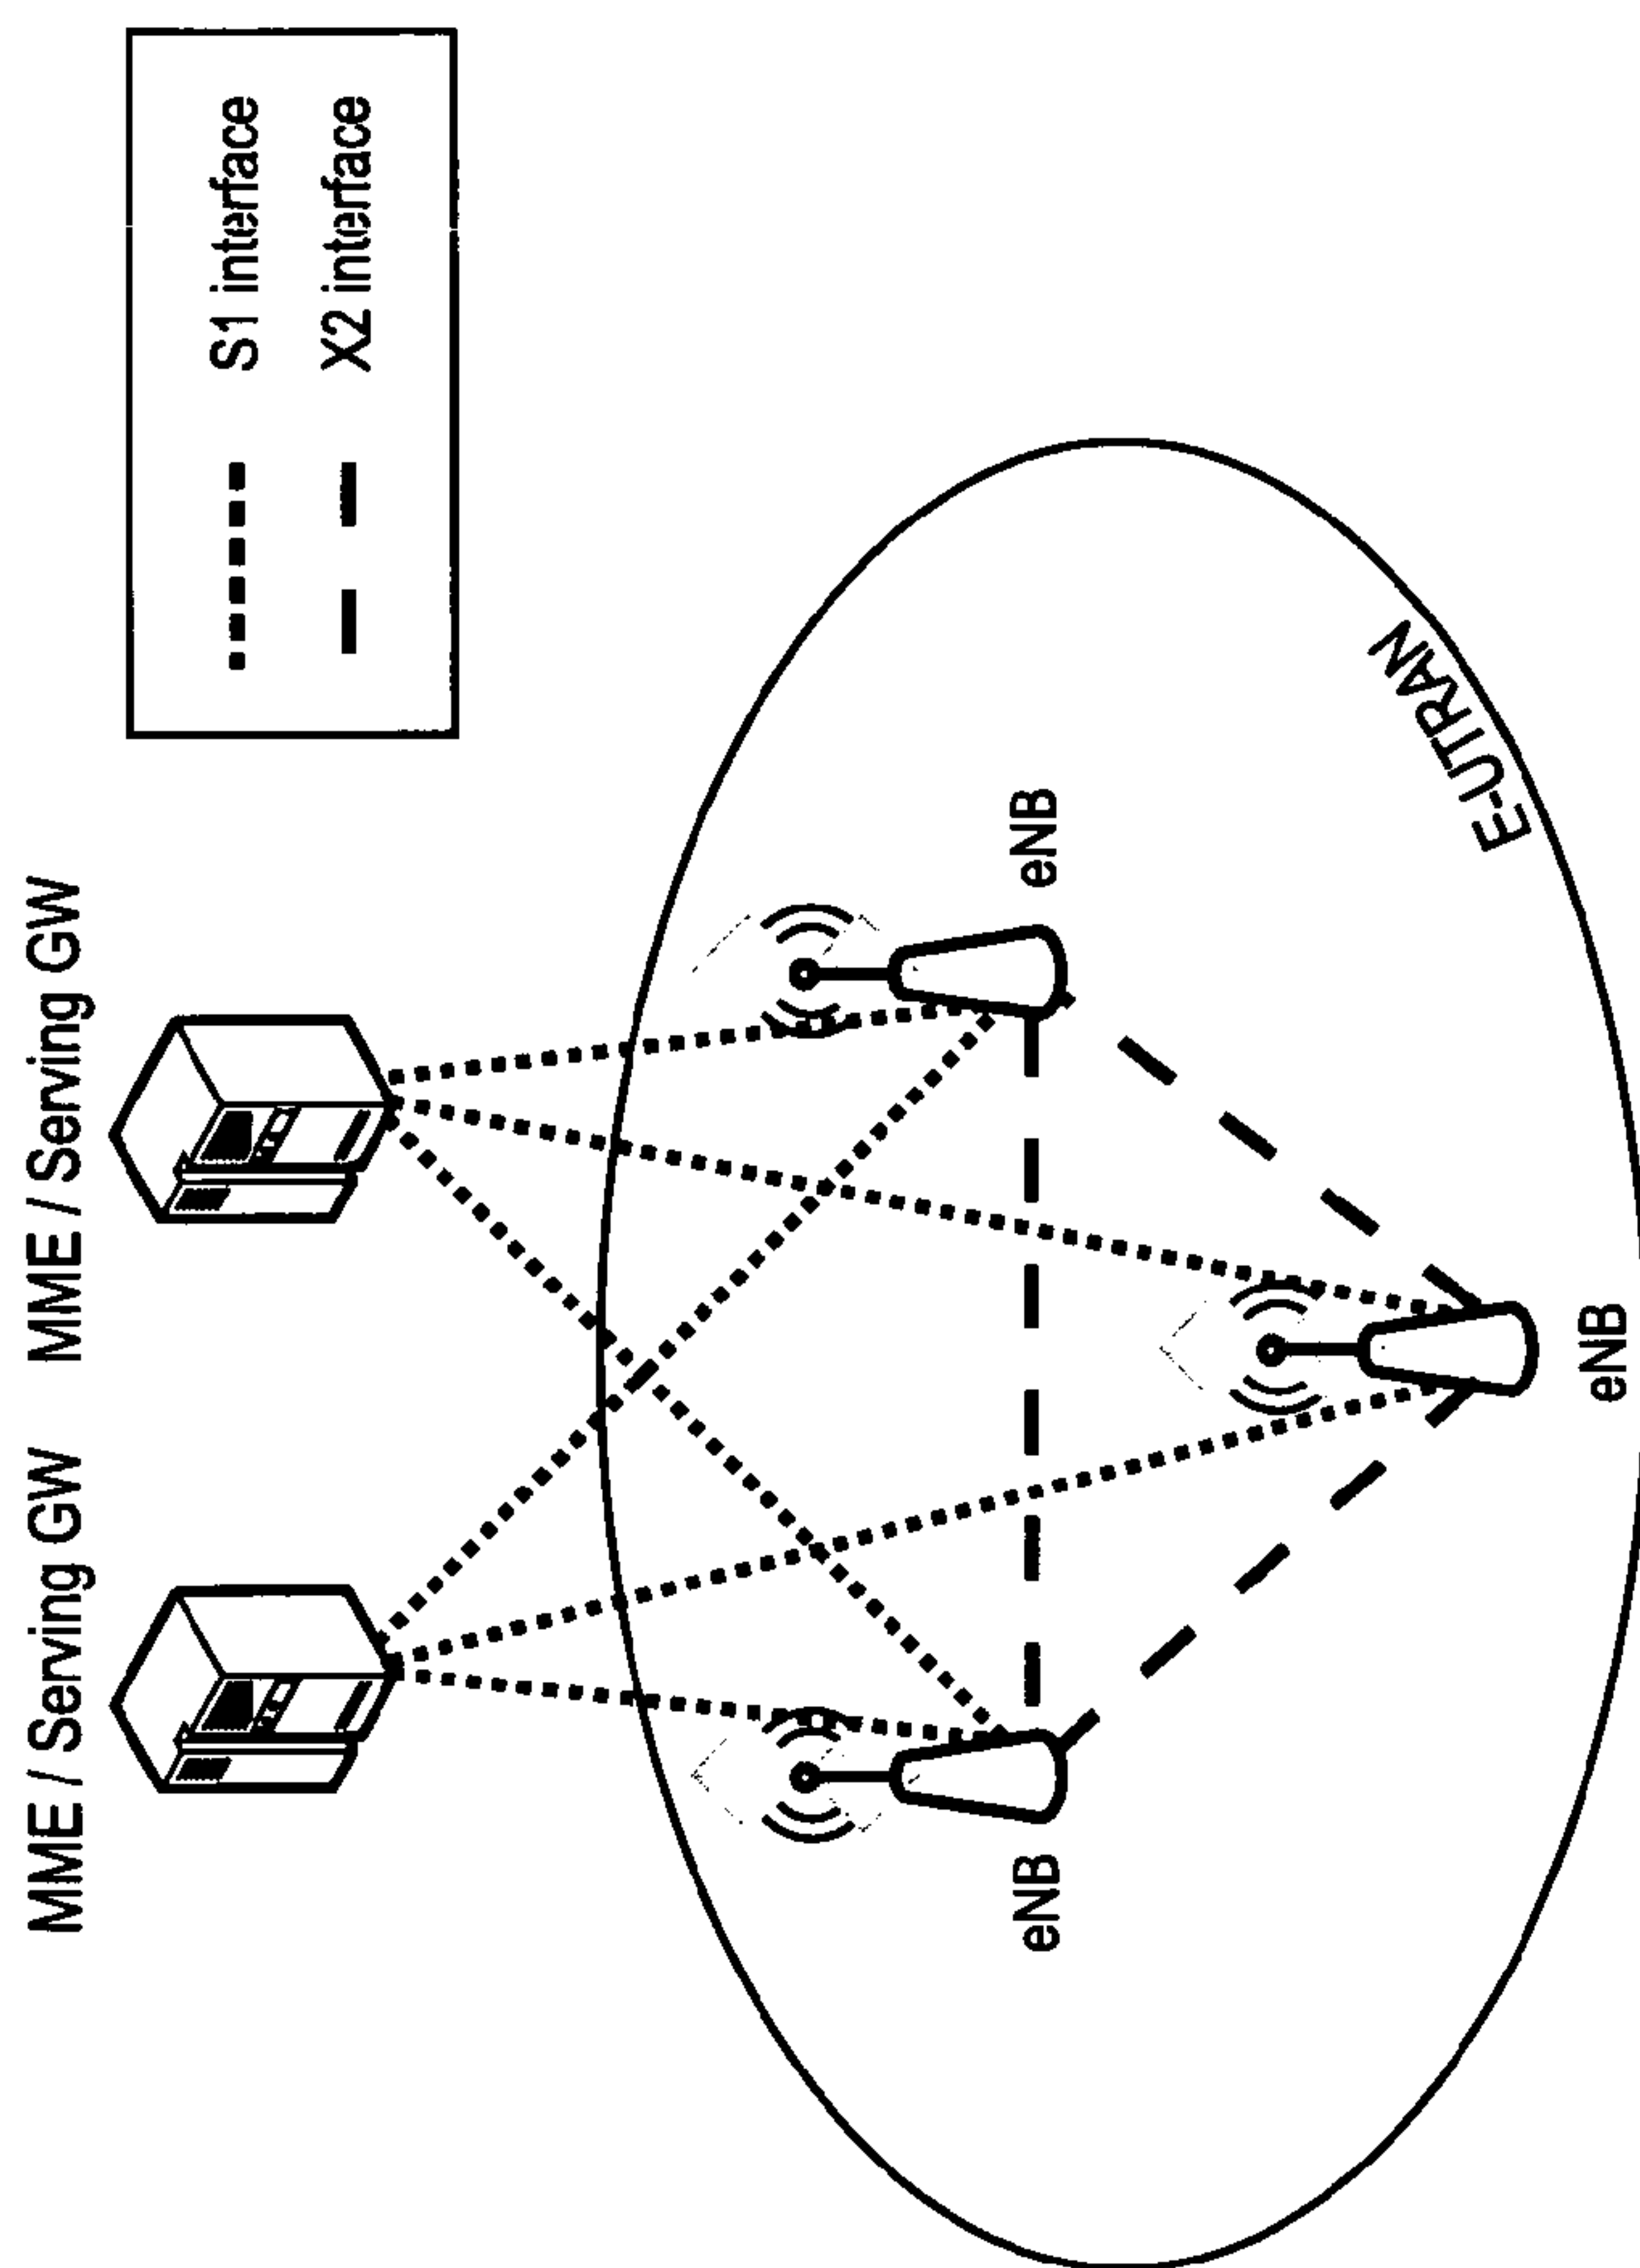 MME / Serving GW
MME / Serving GW
S1 interface
X2 interface
eNB
eNB
eNB
E-UTRAN